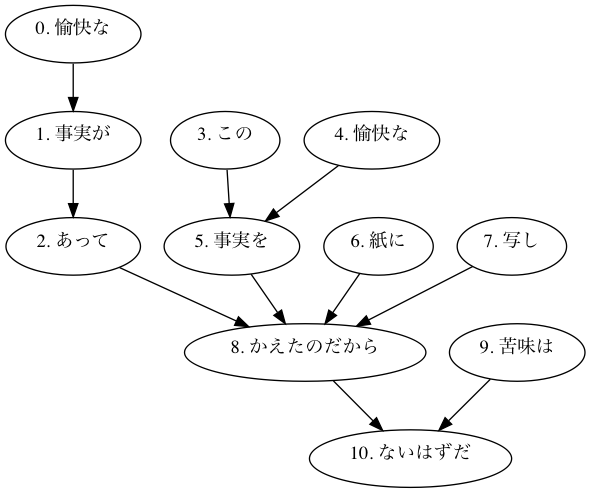 0. 愉快な
1. 事実が
3. この
4. 愉快な
2. あって
5. 事実を
6. 紙に
7. 写し
8. かえたのだから
9. 苦味は
10. ないはずだ